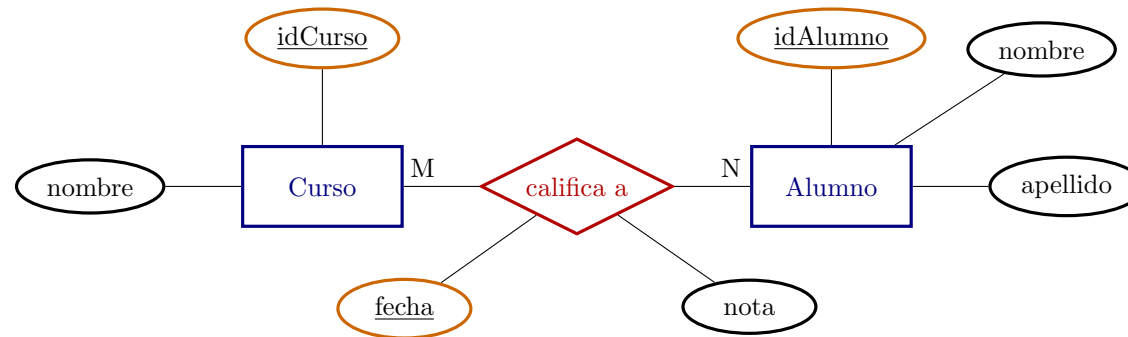 idCurso
idAlumno
nombre
nombre
Curso
M
califica a
N
Alumno
apellido
fecha
nota